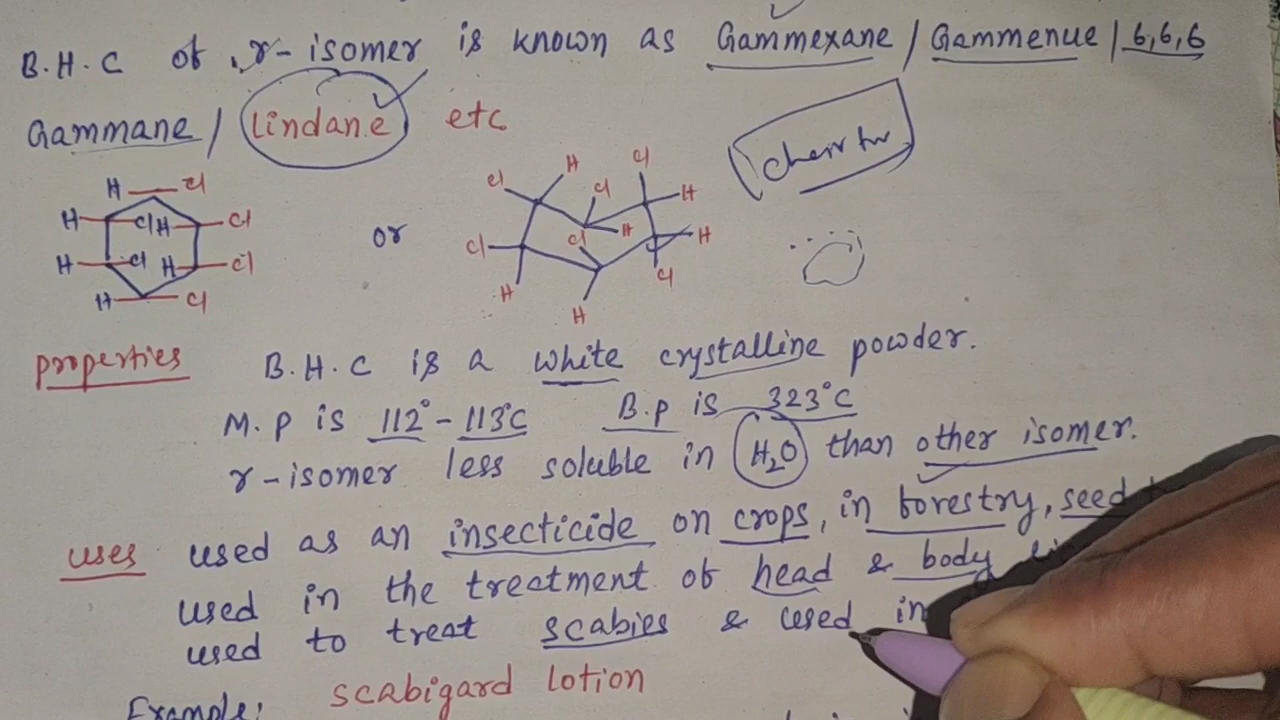 B.H.C of γ-isomer is known as Gammexane / Gammenue / 6,6,6
Gammane / Lindane etc
H Cl
H Cl H Cl
H Cl H Cl
H Cl
or
Cl H Cl Cl H
Cl Cl H H
H H Cl
properties B.H.C is a white crystalline powder.
M.P is 112° - 113°C B.p is 323°C
γ-isomer less soluble in H2O than other isomer.
uses used as an insecticide on crops, in forestry, seed
used in the treatment of head & body
used to treat scabies & used in
Example: scabigard lotion